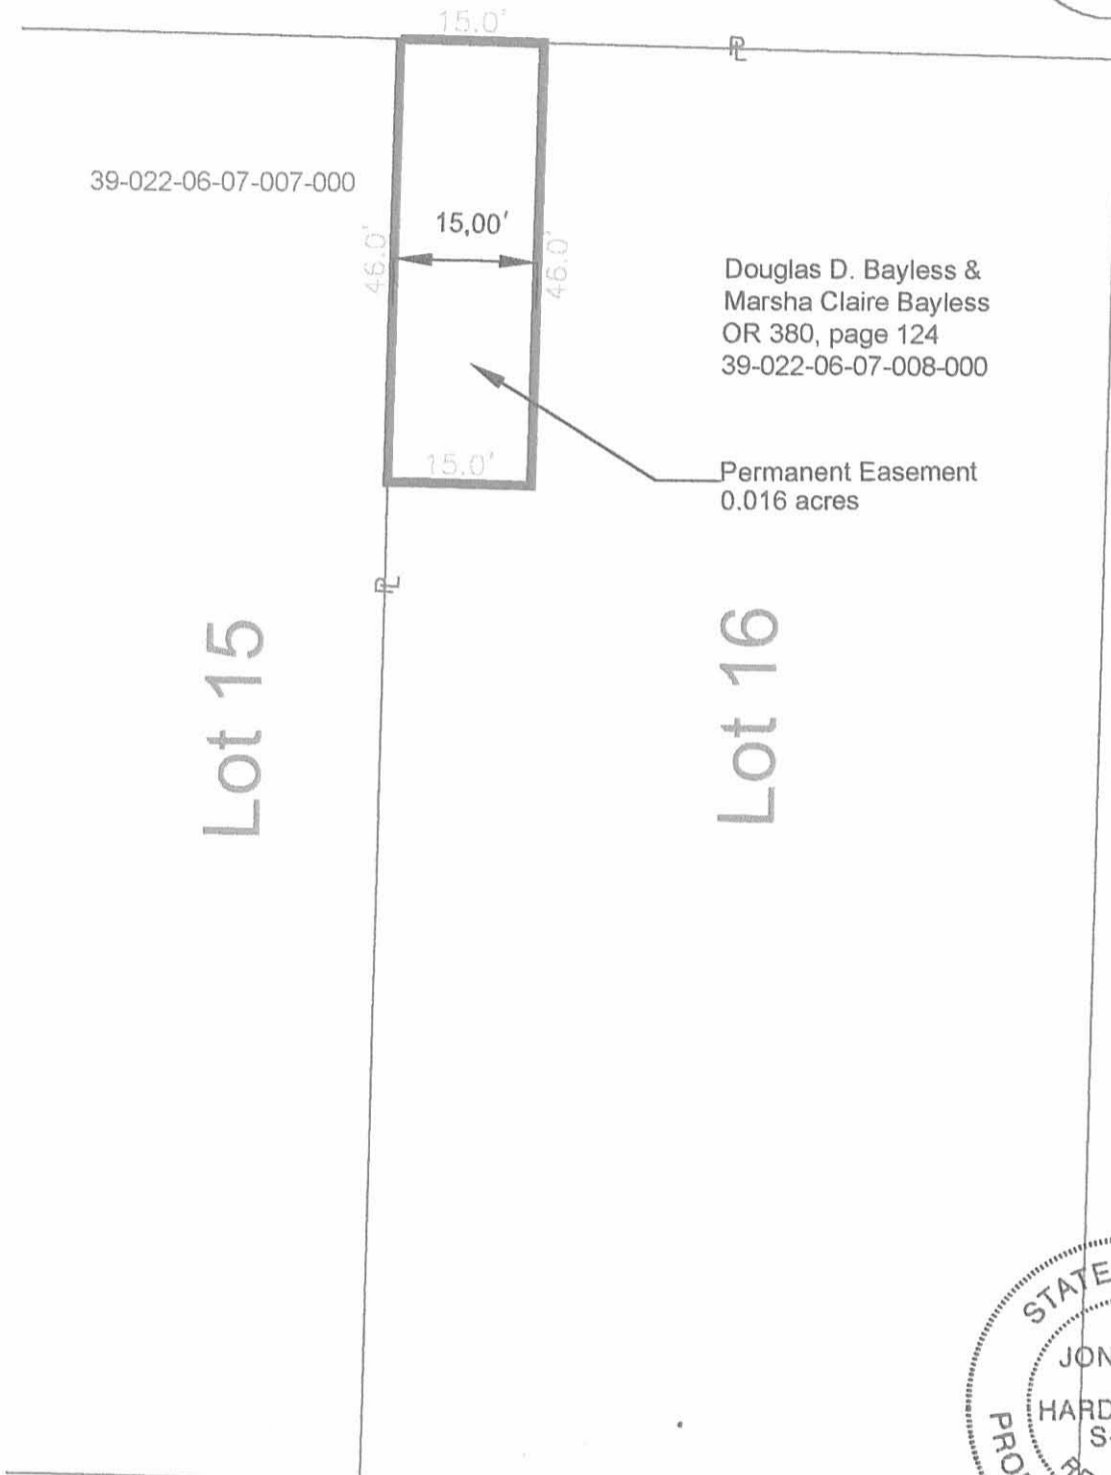 15.0'
PL
39-022-06-07-007-000
15,00'
46.0'
46.0'
Douglas D. Bayless &
Marsha Claire Bayless
OR 380, page 124
39-022-06-07-008-000
15.0'
Permanent Easement
0.016 acres
PL
Lot 15
Lot 16
STATE
JON
HARD
S-
PRO